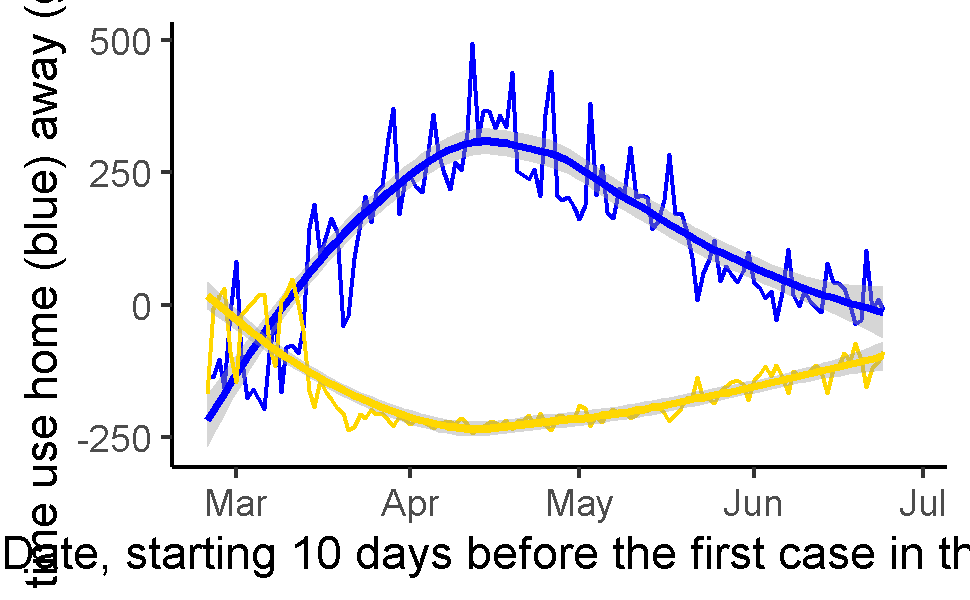 time use home (blue) away (
500
250
0
-250
Mar Apr May Jun Jul
Date, starting 10 days before the first case in th